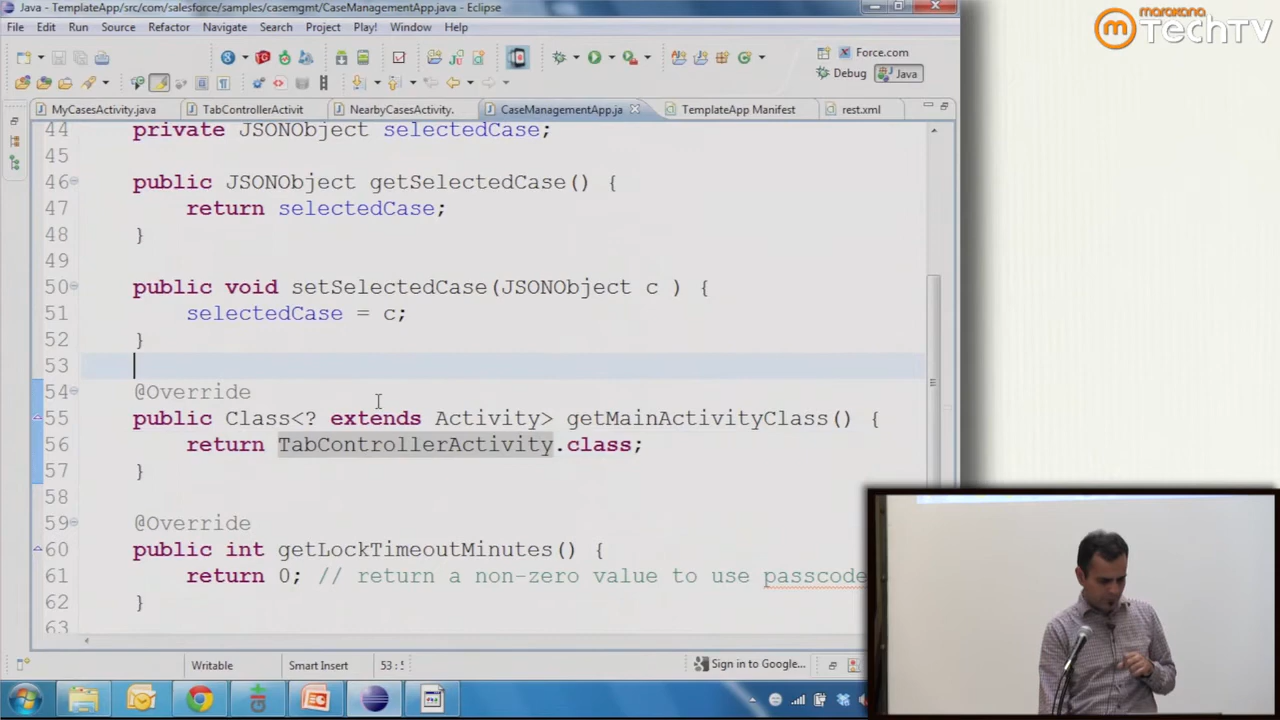 Java - TemplateApp/src/com/salesforce/samples/casemgmt/CaseManagementApp.java - Eclipse
File Edit Run Source Refactor Navigate Search Project Play! Window Help
Force.com
Debug Java
MyCasesActivity.java TabControllerActivit NearbyCasesActivity. CaseManagementApp.ja TemplateApp Manifest rest.xml
44 private JSONObject selectedCase;
45
46 public JSONObject getSelectedCase() {
47 return selectedCase;
48 }
49
50 public void setSelectedCase(JSONObject c ) {
51 selectedCase = c;
52 }
53
54 @Override
55 public Class<? extends Activity> getMainActivityClass() {
56 return TabControllerActivity.class;
57 }
58
59 @Override
60 public int getLockTimeoutMinutes() {
61 return 0; // return a non-zero value to use passcode
62 }
63
Writable Smart Insert 53 : Sign in to Google...
marakana
TechTV